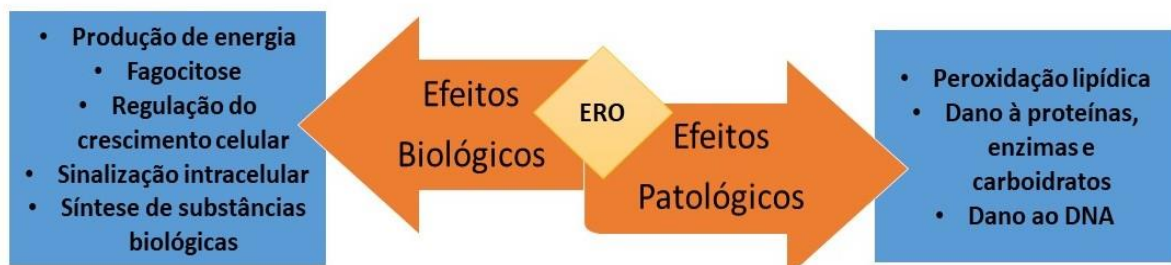 • Produção de energia
• Fagocitose
• Regulação do
crescimento celular
• Sinalização intracelular
• Síntese de substâncias
biológicas
Efeitos
Biológicos
ERO
Efeitos
Patológicos
• Peroxidação lipídica
• Dano à proteínas,
enzimas e
carboidratos
• Dano ao DNA